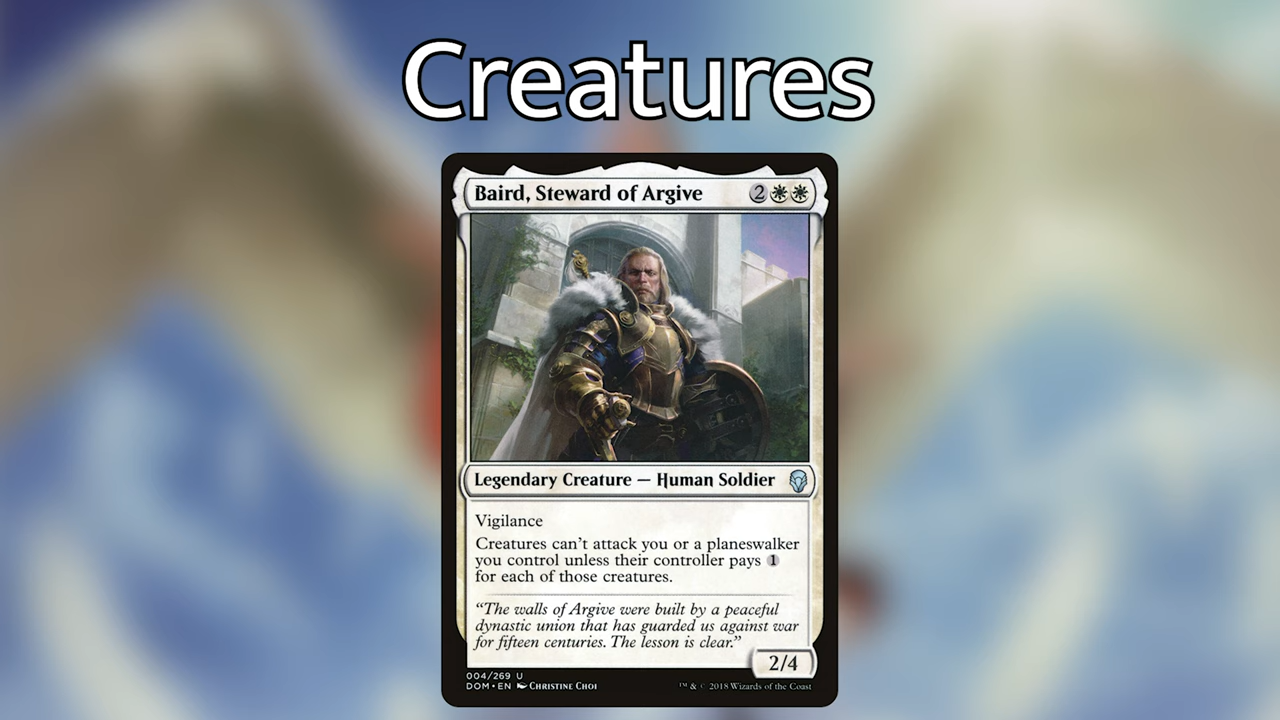 Creatures
Baird, Steward of Argive 2
Legendary Creature — Human Soldier
Vigilance
Creatures can't attack you or a planeswalker
you control unless their controller pays 1
for each of those creatures.
"The walls of Argive were built by a peaceful
dynastic union that has guarded us against war
for fifteen centuries. The lesson is clear."
2/4
004/269 U
DOM • EN Christine Choi
™ & © 2018 Wizards of the Coast